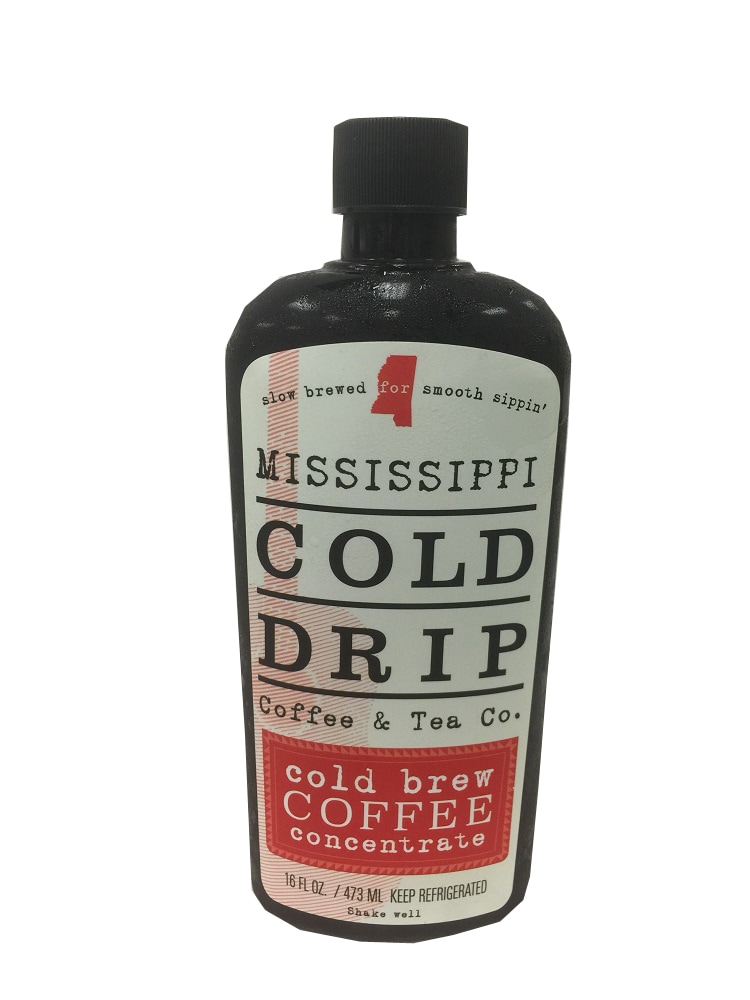 slow brewed for smooth sippin'
MISSISSIPPI
COLD
DRIP
Coffee & Tea Co.
cold brew
COFFEE
concentrate
16 FL OZ. / 473 ML KEEP REFRIGERATED
Shake well